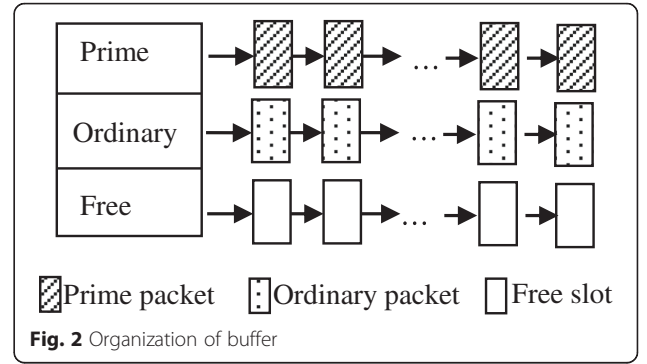 Prime
...
Ordinary
...
Free
...
Prime packet Ordinary packet Free slot
Fig. 2 Organization of buffer